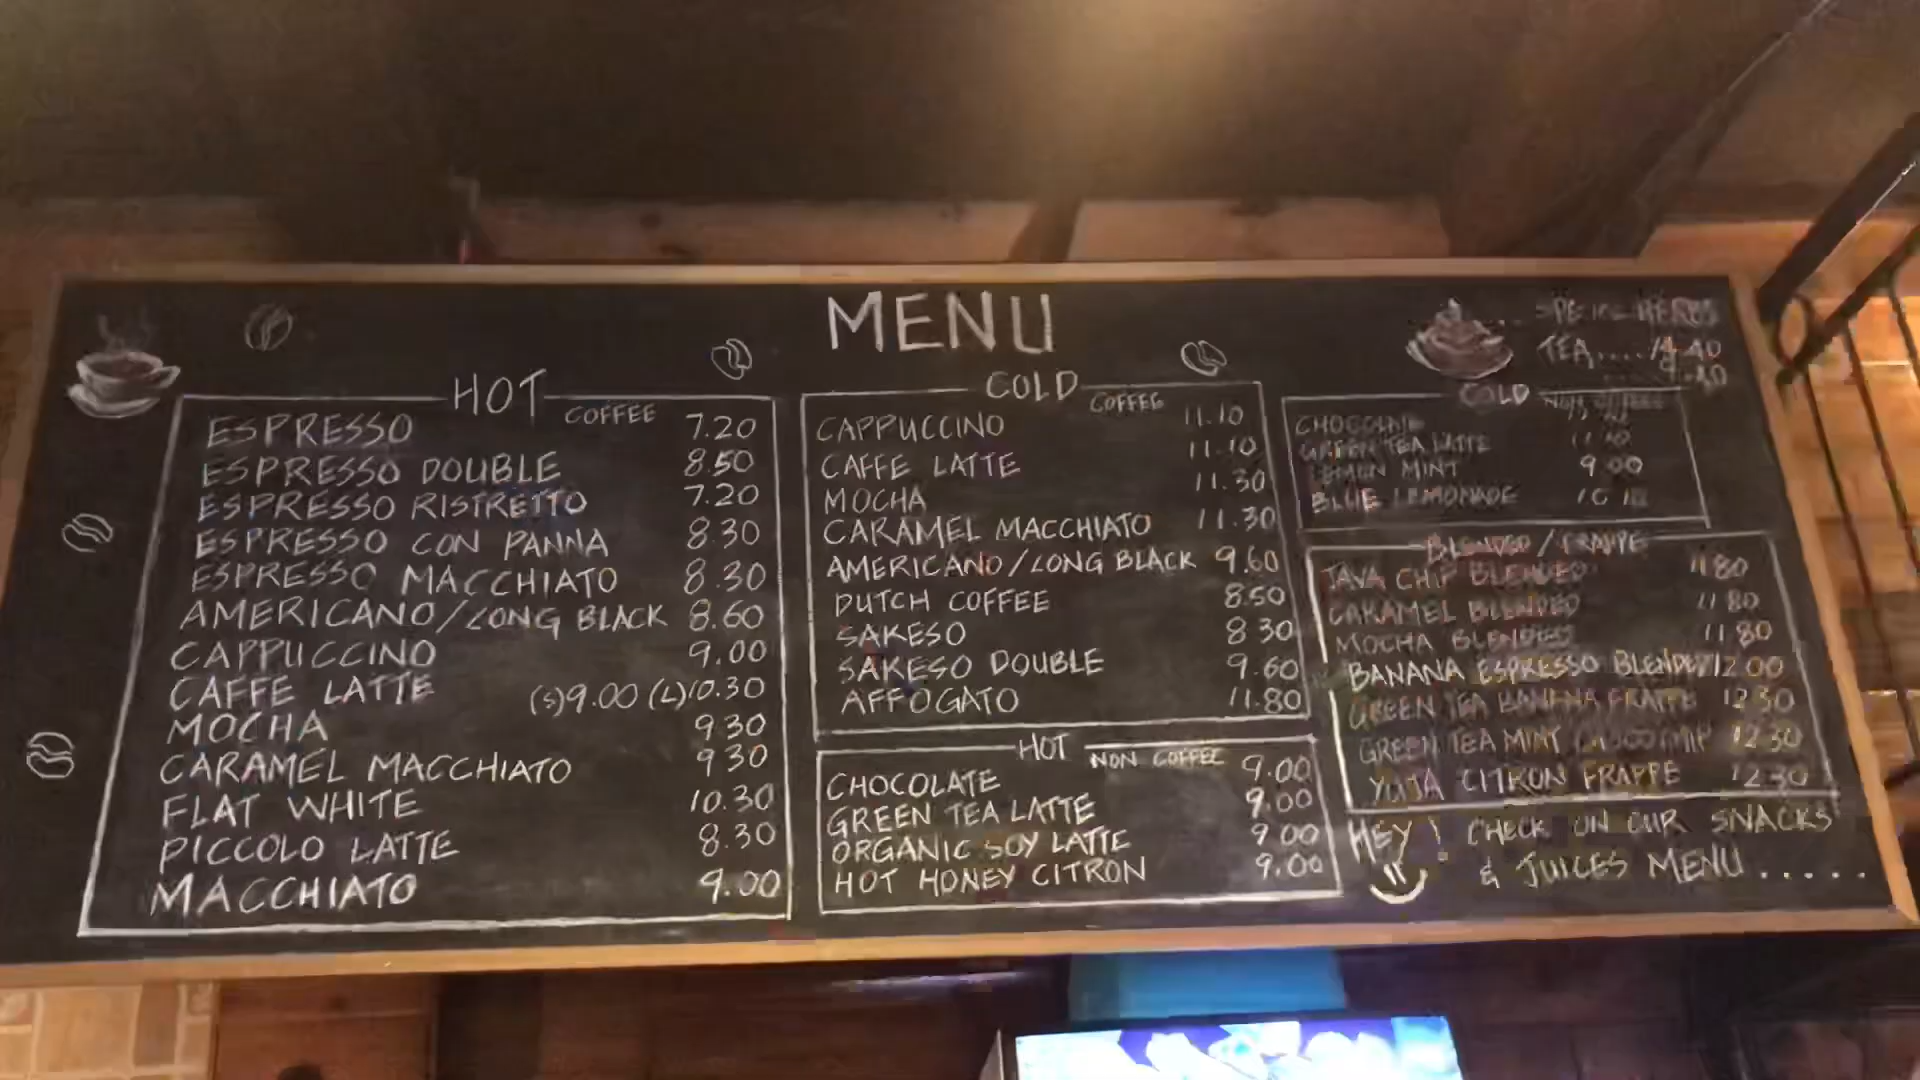 MENU
HOT
COFFEE
ESPRESSO 7.20
ESPRESSO DOUBLE 8.50
ESPRESSO RISTRETTO 7.20
ESPRESSO CON PANNA 8.30
ESPRESSO MACCHIATO 8.30
AMERICANO/LONG BLACK 8.60
CAPPUCCINO 9.00
CAFFE LATTE (S)9.00 (L)10.30
MOCHA 9.30
CARAMEL MACCHIATO 9.30
FLAT WHITE 10.30
PICCOLO LATTE 8.30
MACCHIATO 9.00
COLD
COFFEE
CAPPUCCINO 11.10
CAFFE LATTE 11.10
MOCHA 11.30
CARAMEL MACCHIATO 11.30
AMERICANO/LONG BLACK 9.60
DUTCH COFFEE 8.50
SAKESO 8.30
SAKESO DOUBLE 9.60
AFFOGATO 11.80
HOT
NON COFFEE
CHOCOLATE 9.00
GREEN TEA LATTE 9.00
ORGANIC SOY LATTE 9.00
HOT HONEY CITRON 9.00
HERBS
TEA.....
COLD
CHOCOLATE
GREEN TEA LATTE
LEMON MINT 9.00
BLUE LEMONADE
BLENDED/FRAPPE
JAVA CHIP BLENDED 11.80
CARAMEL BLENDED 11.80
MOCHA BLENDED 11.80
BANANA ESPRESSO BLENDED 12.00
GREEN TEA BANANA FRAPPE 12.30
GREEN TEA MINT 12.30
YUJA CITRON FRAPPE 12.30
HEY! CHECK ON OUR SNACKS
& JUICES MENU.....